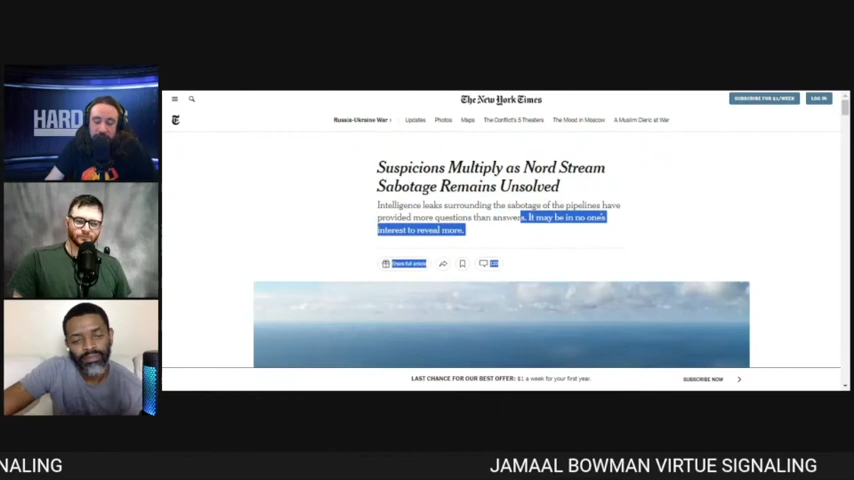 HARD
The New York Times
SUBSCRIBE FOR $1/WEEK
LOG IN
Russia-Ukraine War
Updates
Photos
Maps
The Conflict's 5 Theaters
The Mood in Moscow
A Muslim Cleric at War
Suspicions Multiply as Nord Stream
Sabotage Remains Unsolved
Intelligence leaks surrounding the sabotage of the pipelines have
provided more questions than answers. It may be in no one's
interest to reveal more.
Share full article
LAST CHANCE FOR OUR BEST OFFER: $1 a week for your first year.
SUBSCRIBE NOW
NALING
JAMAAL BOWMAN VIRTUE SIGNALING